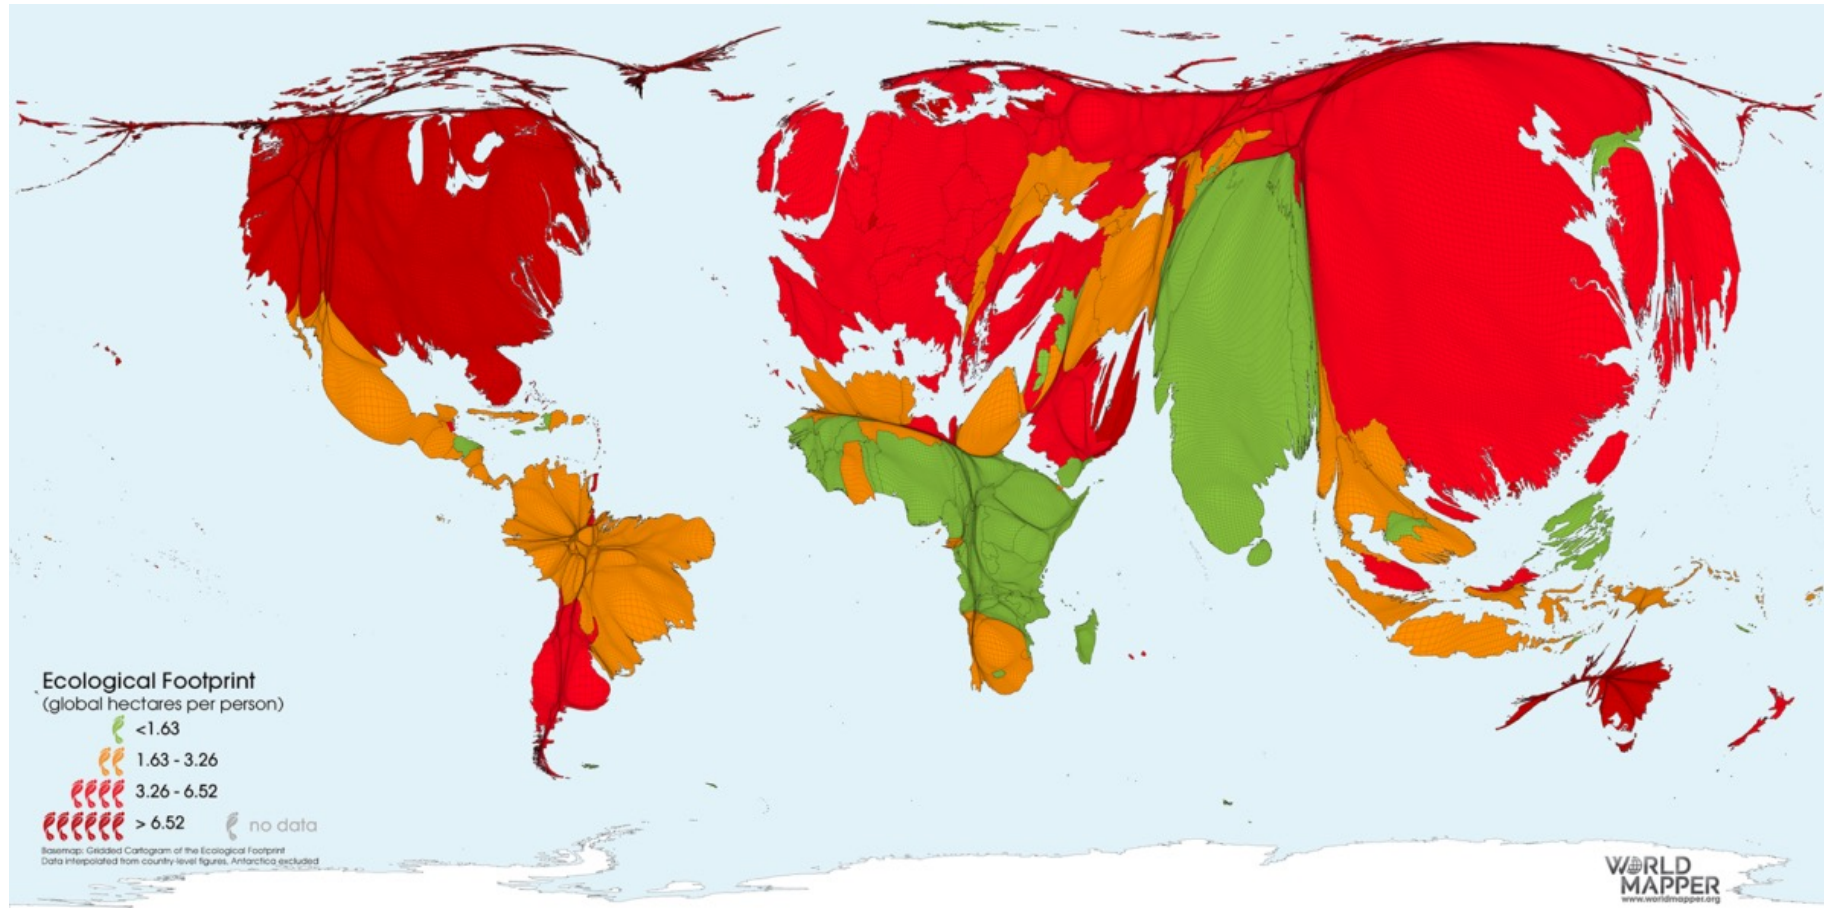 Ecological Footprint
(global hectares per person)
<1.63
1.63 - 3.26
3.26 - 6.52
> 6.52
no data
Basemap: Gridded Cartogram of the Ecological Footprint
Data interpolated from country-level figures, Antarctica excluded
WORLD
MAPPER
www.worldmapper.org